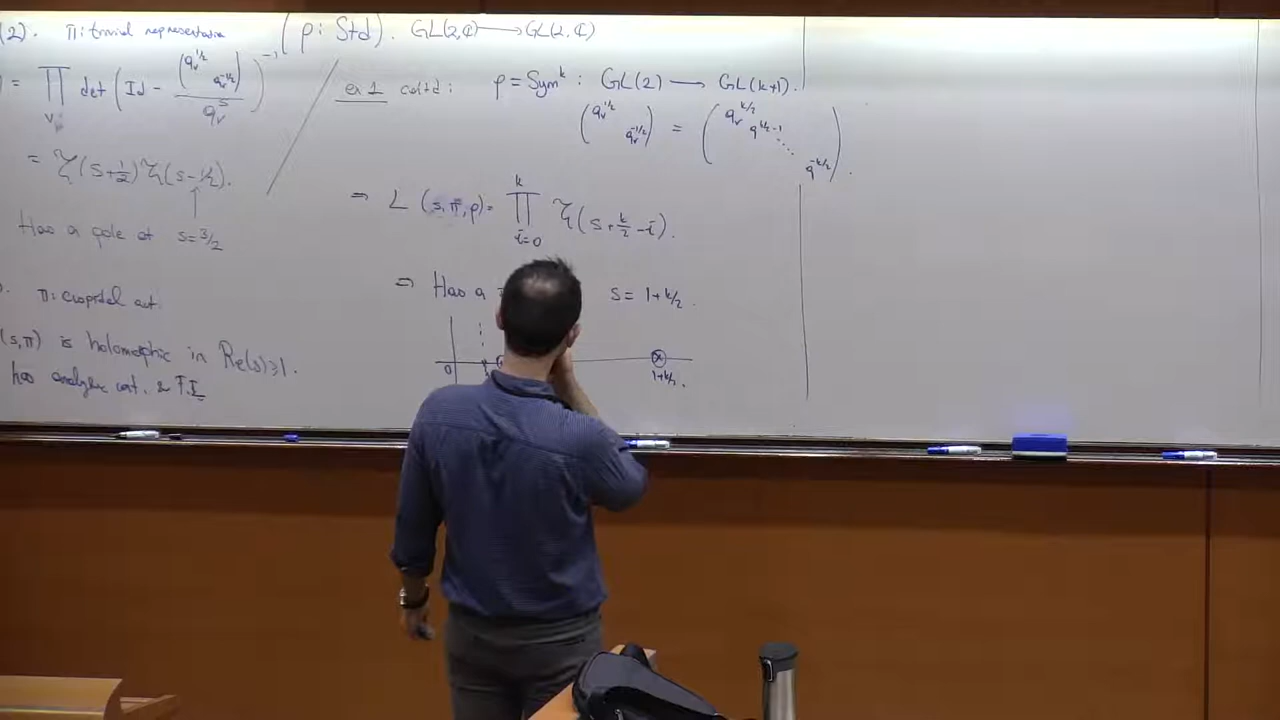 (2). π: trivial representation (ρ: Std). GL(2,ℂ) ⟶ GL(2,ℂ)
= ∏_v det (Id - (q_v^{1/2} q_v^{-1/2}) / q_v^s)^{-1}
= ζ(s+1/2) ζ(s-1/2).
Has a pole at s=3/2
π: cuspidal aut.
(s,π) is holomorphic in Re(s)≥1.
has analytic cont. & F.E
ex 1 cont'd: ρ = Sym^k : GL(2) ⟶ GL(k+1).
(q_v^{1/2} q_v^{-1/2}) = (q_v^{k/2} q^{k/2-1} ⋱ q^{-k/2}).
⇒ L(s,π,ρ) = ∏_{i=0}^{k} ζ(s+k/2-i).
⇒ Has a s = 1+k/2.
0 1+k/2.